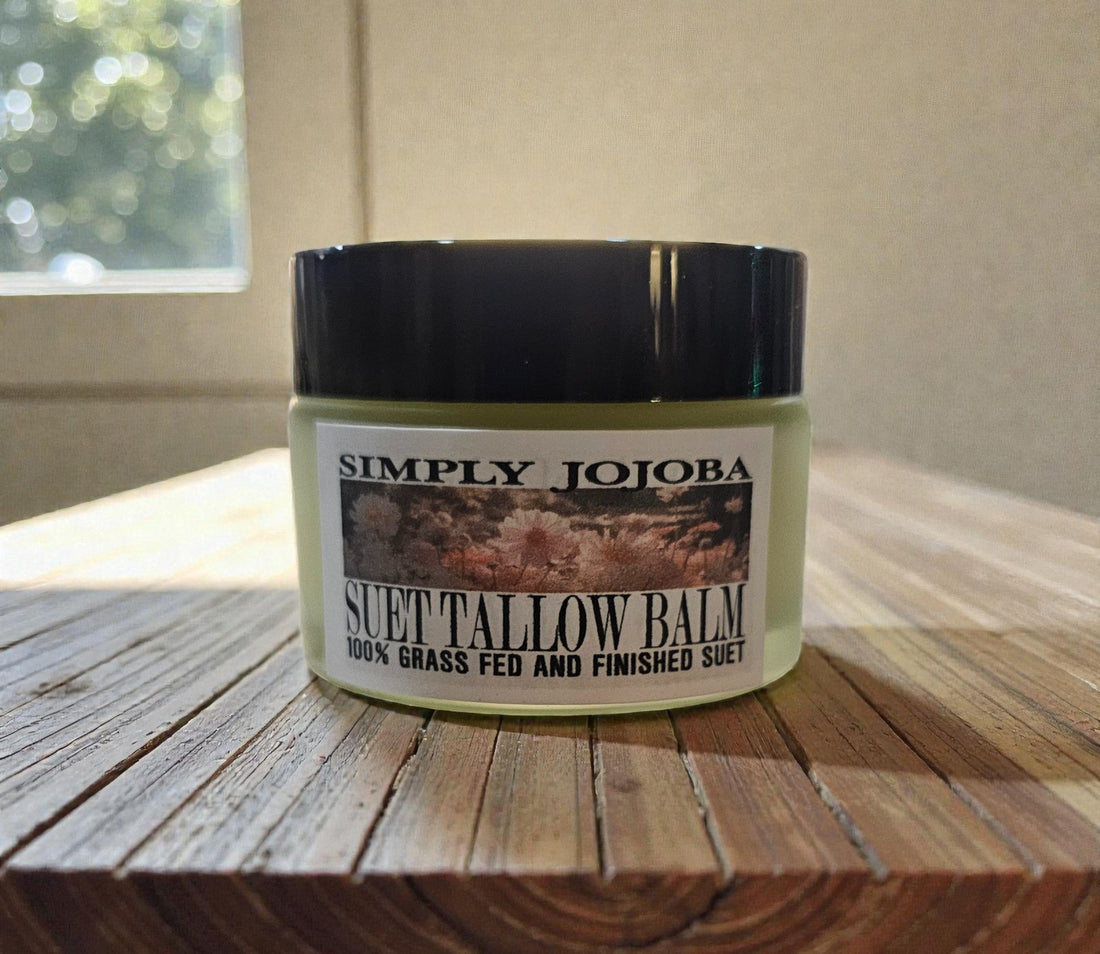 SIMPLY JOJOBA
SUET TALLOW BALM
100% GRASS FED AND FINISHED SUET